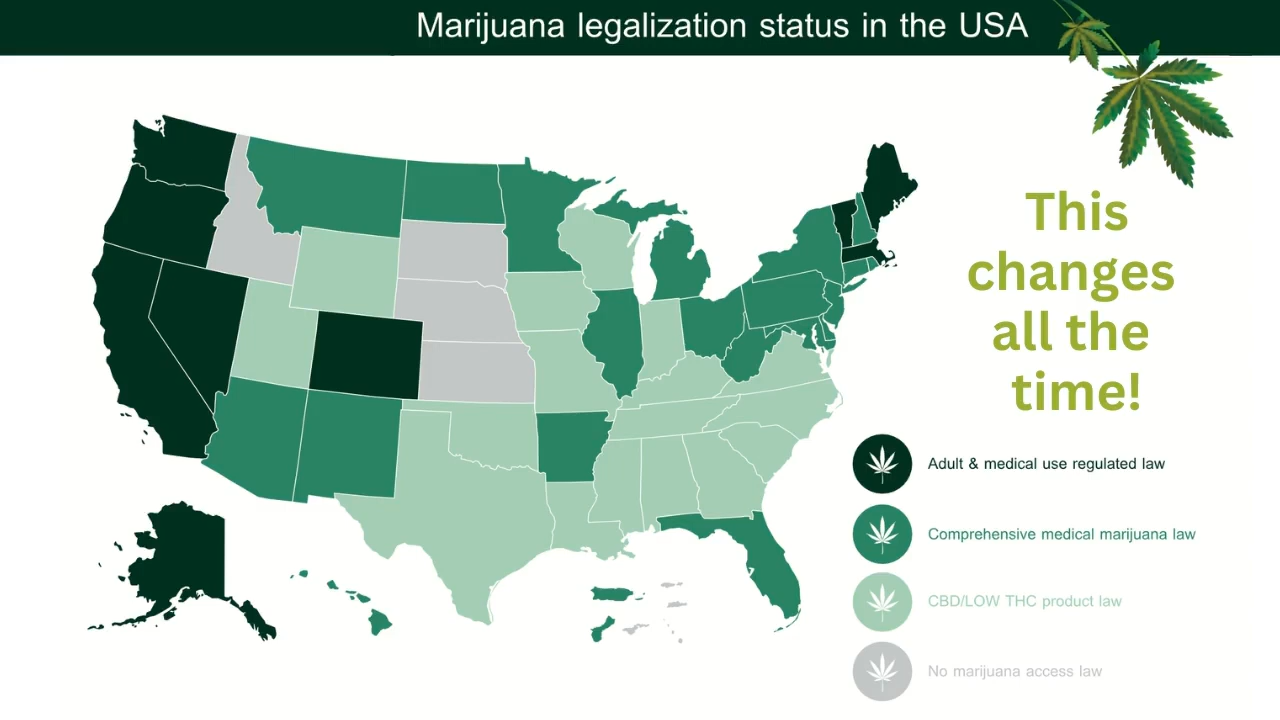 Marijuana legalization status in the USA
This
changes
all the
time!
Adult & medical use regulated law
Comprehensive medical marijuana law
CBD/LOW THC product law
No marijuana access law